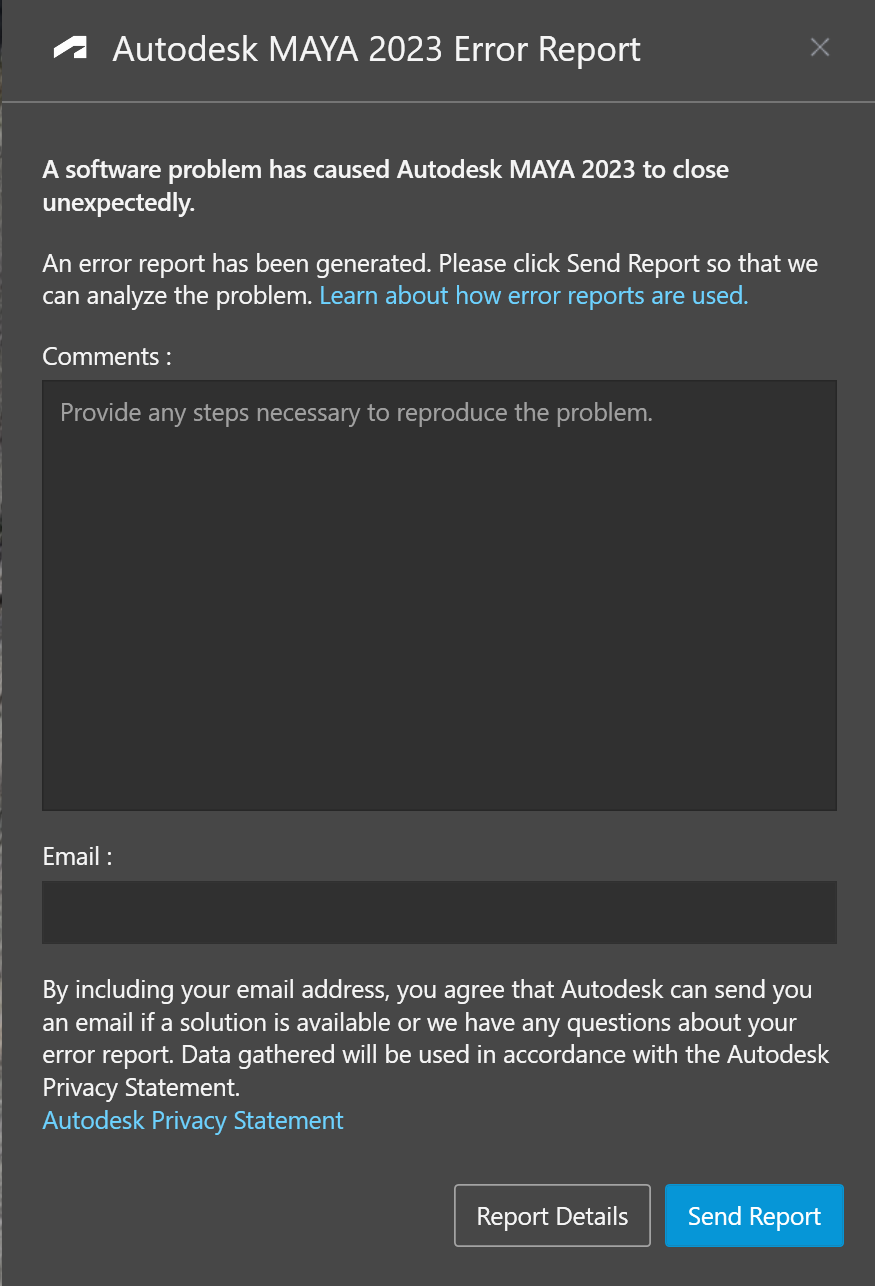 Autodesk MAYA 2023 Error Report
A software problem has caused Autodesk MAYA 2023 to close
unexpectedly.
An error report has been generated. Please click Send Report so that we
can analyze the problem. Learn about how error reports are used.
Comments :
Provide any steps necessary to reproduce the problem.
Email :
By including your email address, you agree that Autodesk can send you
an email if a solution is available or we have any questions about your
error report. Data gathered will be used in accordance with the Autodesk
Privacy Statement.
Autodesk Privacy Statement
Report Details
Send Report